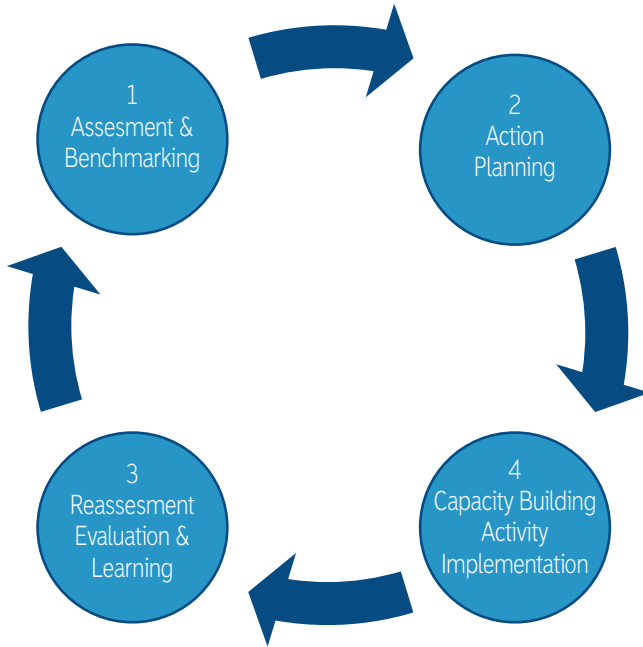 1
Assesment &
Benchmarking
2
Action
Planning
3
Reassesment
Evaluation &
Learning
4
Capacity Building
Activity
Implementation